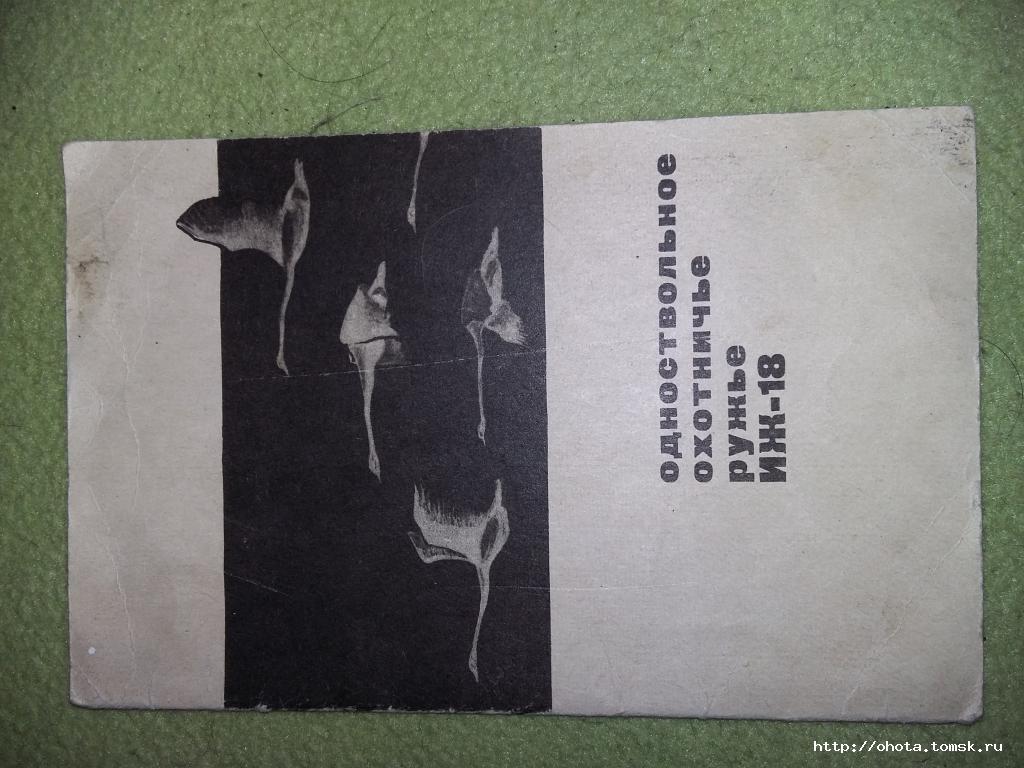 одноствольное
охотничье
ружье
ИЖ-18
http://ohota.tomsk.ru